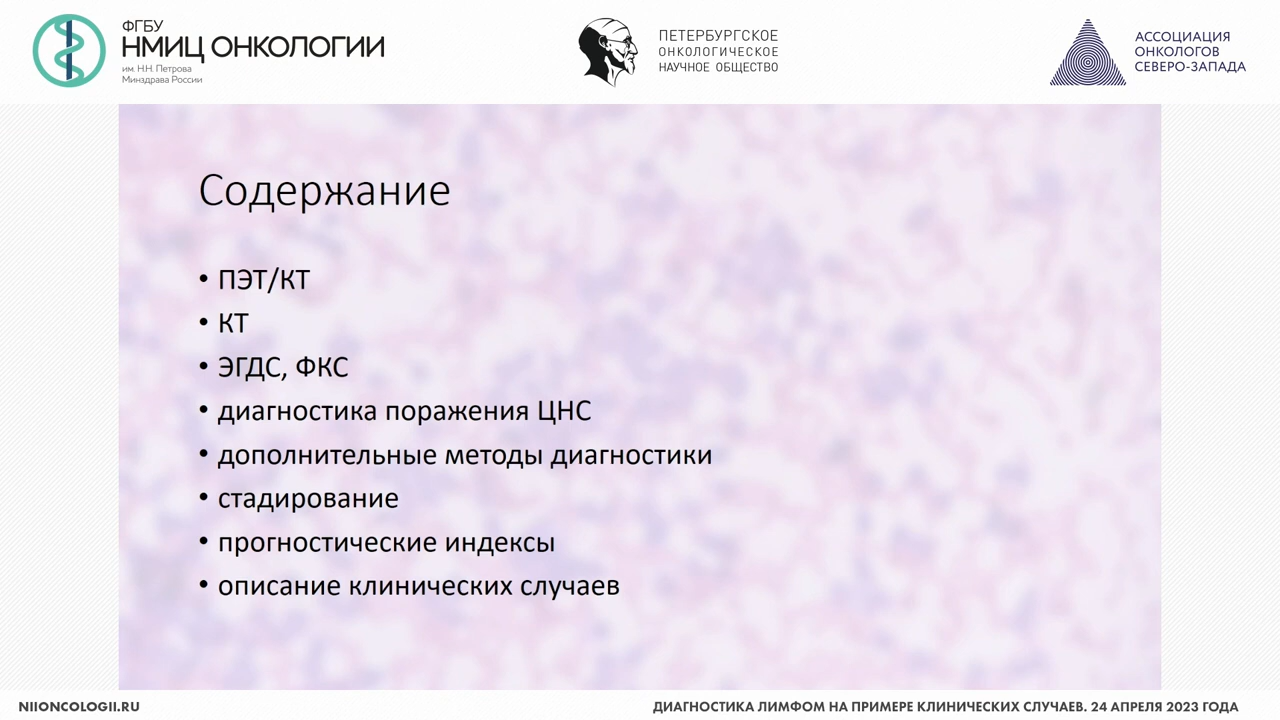 ФГБУ
НМИЦ ОНКОЛОГИИ
им. Н.Н. Петрова
Минздрава России
ПЕТЕРБУРГСКОЕ
ОНКОЛОГИЧЕСКОЕ
НАУЧНОЕ ОБЩЕСТВО
АССОЦИАЦИЯ
ОНКОЛОГОВ
СЕВЕРО-ЗАПАДА
Содержание
• ПЭТ/КТ
• КТ
• ЭГДС, ФКС
• диагностика поражения ЦНС
• дополнительные методы диагностики
• стадирование
• прогностические индексы
• описание клинических случаев
NIIONCOLOGII.RU
ДИАГНОСТИКА ЛИМФОМ НА ПРИМЕРЕ КЛИНИЧЕСКИХ СЛУЧАЕВ. 24 АПРЕЛЯ 2023 ГОДА